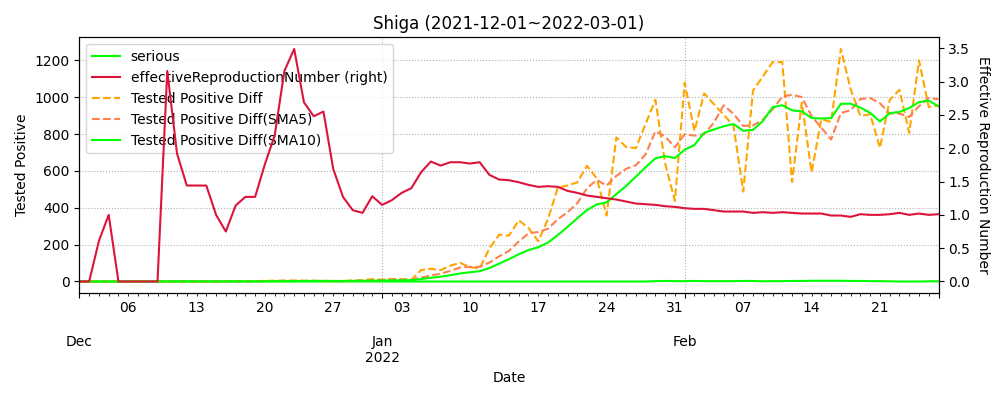 Shiga (2021-12-01~2022-03-01)
serious
effectiveReproductionNumber (right)
Tested Positive Diff
Tested Positive Diff(SMA5)
Tested Positive Diff(SMA10)
Tested Positive
1200
1000
800
600
400
200
0
3.5
3.0
2.5
2.0
1.5
1.0
0.5
0.0
Effective Reproduction Number
06 13 20 27 03 10 17 24 31 07 14 21
Dec Jan Feb
2022
Date